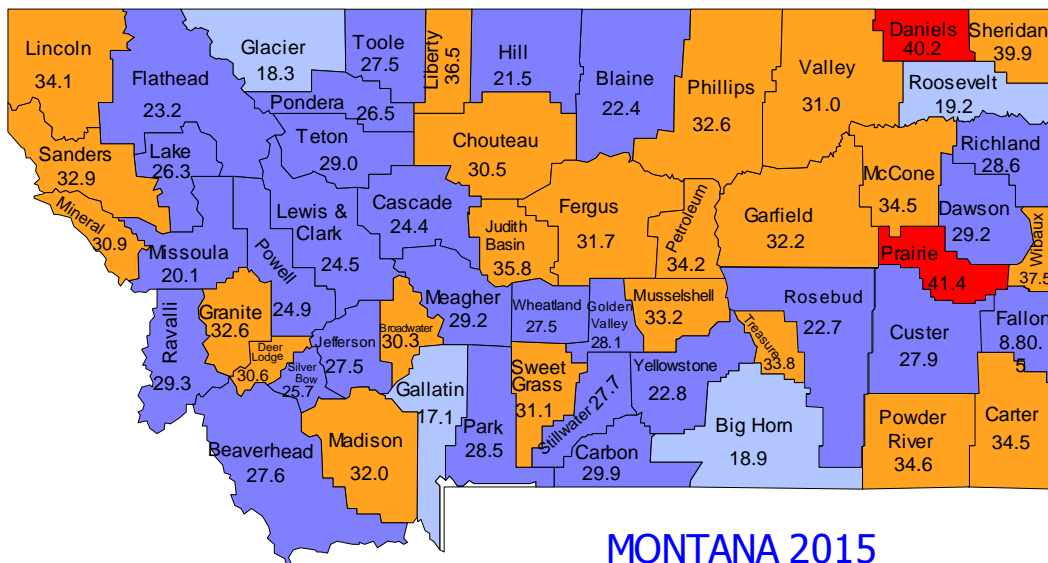 Lincoln
34.1
Flathead
23.2
Glacier
18.3
Toole
27.5
Liberty
36.5
Hill
21.5
Blaine
22.4
Phillips
32.6
Valley
31.0
Daniels
40.2
Sheridan
39.9
Roosevelt
19.2
Pondera
26.5
Teton
29.0
Chouteau
30.5
Richland
28.6
McCone
34.5
Sanders
32.9
Lake
26.3
Mineral
30.9
Missoula
20.1
Powell
24.9
Lewis &
Clark
24.5
Cascade
24.4
Judith
Basin
35.8
Fergus
31.7
Petroleum
34.2
Garfield
32.2
Dawson
29.2
Wibaux
37.5
Prairie
41.4
Ravalli
29.3
Granite
32.6
Deer
Lodge
30.6
Silver
Bow
25.7
Jefferson
27.5
Broadwater
30.3
Meagher
29.2
Wheatland
27.5
Golden
Valley
28.1
Musselshell
33.2
Treasure
33.8
Rosebud
22.7
Custer
27.9
Fallon
8.80.
5
Beaverhead
27.6
Madison
32.0
Gallatin
17.1
Park
28.5
Sweet
Grass
31.1
Stillwater 27.7
Yellowstone
22.8
Carbon
29.9
Big Horn
18.9
Powder
River
34.6
Carter
34.5
MONTANA 2015